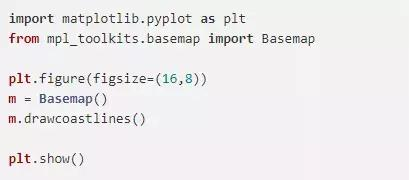 import matplotlib.pyplot as plt
from mpl_toolkits.basemap import Basemap
plt.figure(figsize=(16,8))
m = Basemap()
m.drawcoastlines()
plt.show()